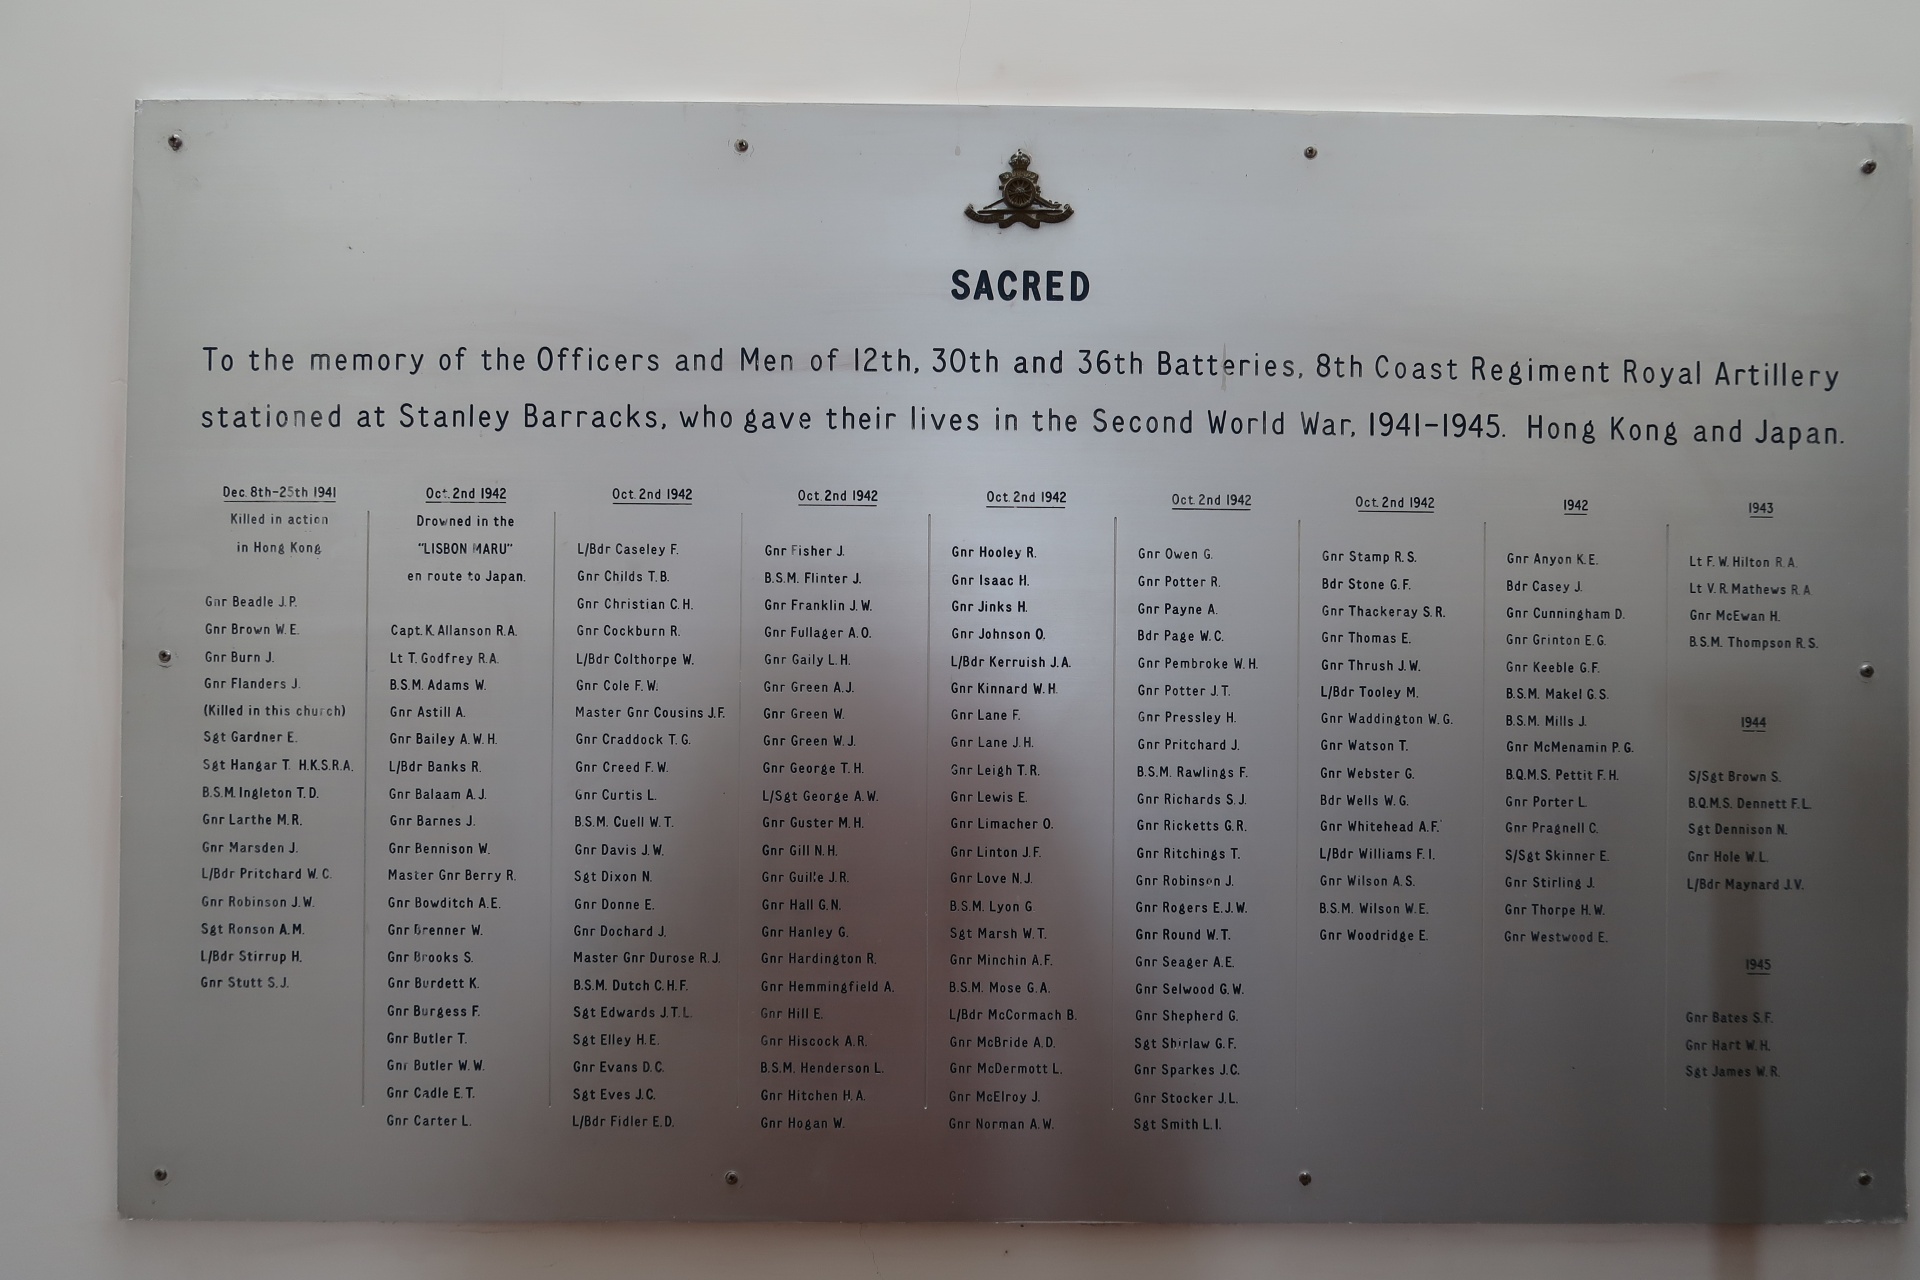 SACRED
To the memory of the Officers and Men of 12th, 30th and 36th Batteries, 8th Coast Regiment Royal Artillery
stationed at Stanley Barracks, who gave their lives in the Second World War, 1941-1945. Hong Kong and Japan.
Dec. 8th-25th 1941
Killed in action
in Hong Kong
Gnr Beadle J.P.
Gnr Brown W.E.
Gnr Burn J.
Gnr Flanders J.
(Killed in this church)
Sgt Gardner E.
Sgt Hangar T. H.K.S.R.A.
B.S.M. Ingleton T.D.
Gnr Larthe M.R.
Gnr Marsden J.
L/Bdr Pritchard W.C.
Gnr Robinson J.W.
Sgt Ronson A.M.
L/Bdr Stirrup H.
Gnr Stutt S.J.
Oct. 2nd 1942
Drowned in the
"LISBON MARU"
en route to Japan.
Capt. K. Allanson R.A.
Lt T. Godfrey R.A.
B.S.M. Adams W.
Gnr Astill A.
Gnr Bailey A.W.H.
L/Bdr Banks R.
Gnr Balaam A.J.
Gnr Barnes J.
Gnr Bennison W.
Master Gnr Berry R.
Gnr Bowditch A.E.
Gnr Brenner W.
Gnr Brooks S.
Gnr Burdett K.
Gnr Burgess F.
Gnr Butler T.
Gnr Butler W.W.
Gnr Cadle E.T.
Gnr Carter L.
Oct. 2nd 1942
L/Bdr Caseley F.
Gnr Childs T.B.
Gnr Christian C.H.
Gnr Cockburn R.
L/Bdr Colthorpe W.
Gnr Cole F.W.
Master Gnr Cousins J.F.
Gnr Craddock T.G.
Gnr Creed F.W.
Gnr Curtis L.
B.S.M. Cuell W.T.
Gnr Davis J.W.
Sgt Dixon N.
Gnr Donne E.
Gnr Dochard J.
Master Gnr Durose R.J.
B.S.M. Dutch C.H.F.
Sgt Edwards J.T.L.
Sgt Elley H.E.
Gnr Evans D.C.
Sgt Eves J.C.
L/Bdr Fidler E.D.
Oct. 2nd 1942
Gnr Fisher J.
B.S.M. Flinter J.
Gnr Franklin J.W.
Gnr Fullager A.O.
Gnr Gaily L.H.
Gnr Green A.J.
Gnr Green W.
Gnr Green W.J.
Gnr George T.H.
L/Sgt George A.W.
Gnr Guster M.H.
Gnr Gill N.H.
Gnr Guille J.R.
Gnr Hall G.N.
Gnr Hanley G.
Gnr Hardington R.
Gnr Hemmingfield A.
Gnr Hill E.
Gnr Hiscock A.R.
B.S.M. Henderson L.
Gnr Hitchen H.A.
Gnr Hogan W.
Oct. 2nd 1942
Gnr Hooley R.
Gnr Isaac H.
Gnr Jinks H.
Gnr Johnson O.
L/Bdr Kerruish J.A.
Gnr Kinnard W.H.
Gnr Lane F.
Gnr Lane J.H.
Gnr Leigh T.R.
Gnr Lewis E.
Gnr Limacher O.
Gnr Linton J.F.
Gnr Love N.J.
B.S.M. Lyon G
Sgt Marsh W.T.
Gnr Minchin A.F.
B.S.M. Mose G.A.
L/Bdr McCormach B.
Gnr McBride A.D.
Gnr McDermott L.
Gnr McElroy J.
Gnr Norman A.W.
Oct. 2nd 1942
Gnr Owen G.
Gnr Potter R.
Gnr Payne A.
Bdr Page W.C.
Gnr Pembroke W.H.
Gnr Potter J.T.
Gnr Pressley H.
Gnr Pritchard J.
B.S.M. Rawlings F.
Gnr Richards S.J.
Gnr Ricketts G.R.
Gnr Ritchings T.
Gnr Robinson J.
Gnr Rogers E.J.W.
Gnr Round W.T.
Gnr Seager A.E.
Gnr Selwood G.W.
Gnr Shepherd G.
Sgt Shirlaw G.F.
Gnr Sparkes J.C.
Gnr Stocker J.L.
Sgt Smith L.I.
Oct. 2nd 1942
Gnr Stamp R.S.
Bdr Stone G.F.
Gnr Thackeray S.R.
Gnr Thomas E.
Gnr Thrush J.W.
L/Bdr Tooley M.
Gnr Waddington W.G.
Gnr Watson T.
Gnr Webster G.
Bdr Wells W.G.
Gnr Whitehead A.F.
L/Bdr Williams F.I.
Gnr Wilson A.S.
B.S.M. Wilson W.E.
Gnr Woodridge E.
1942
Gnr Anyon K.E.
Bdr Casey J.
Gnr Cunningham D.
Gnr Grinton E.G.
Gnr Keeble G.F.
B.S.M. Makel G.S.
B.S.M. Mills J.
Gnr McMenamin P.G.
B.Q.M.S. Pettit F.H.
Gnr Porter L.
Gnr Pragnell C.
S/Sgt Skinner E.
Gnr Stirling J.
Gnr Thorpe H.W.
Gnr Westwood E.
1943
Lt F.W. Hilton R.A.
Lt V.R. Mathews R.A.
Gnr McEwan H.
B.S.M. Thompson R.S.
1944
S/Sgt Brown S.
B.Q.M.S. Dennett F.L.
Sgt Dennison N.
Gnr Hole W.L.
L/Bdr Maynard J.V.
1945
Gnr Bates S.F.
Gnr Hart W.H.
Sgt James W.R.